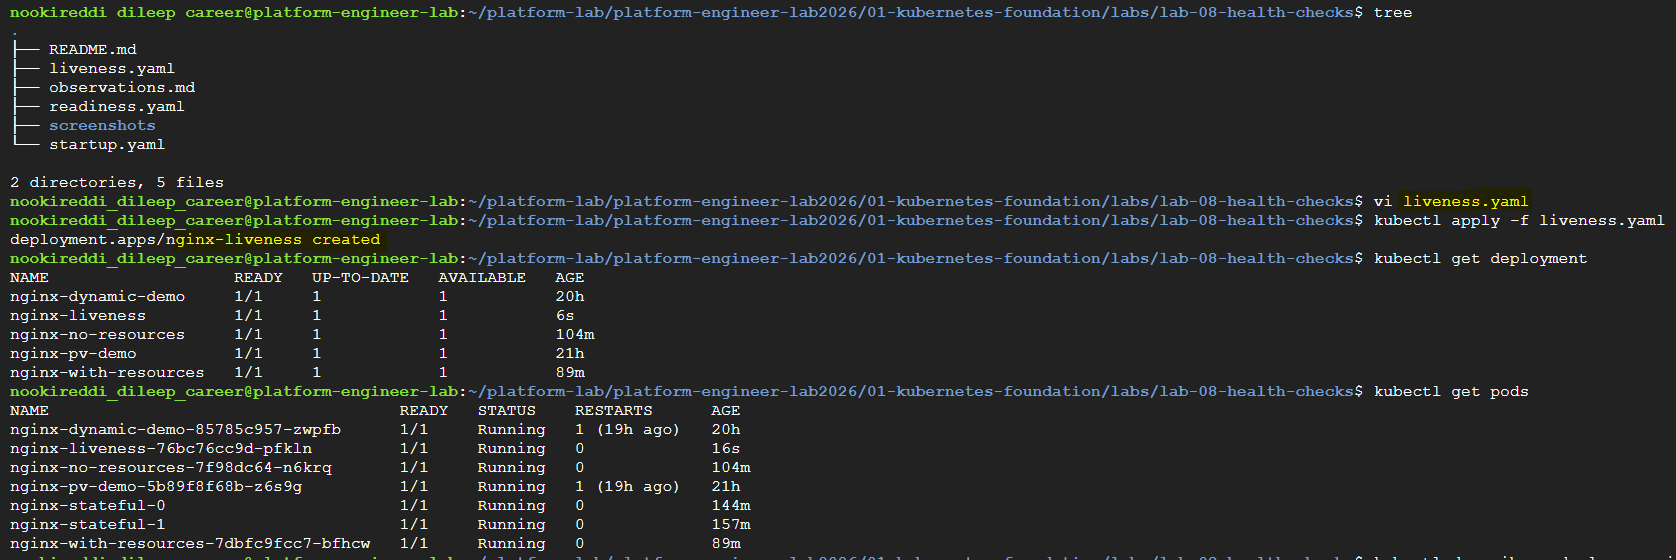 nookireddi_dileep_career@platform-engineer-lab:~/platform-lab/platform-engineer-lab2026/01-kubernetes-foundation/labs/lab-08-health-checks$ tree
.
├── README.md
├── liveness.yaml
├── observations.md
├── readiness.yaml
├── screenshots
└── startup.yaml
2 directories, 5 files
nookireddi_dileep_career@platform-engineer-lab:~/platform-lab/platform-engineer-lab2026/01-kubernetes-foundation/labs/lab-08-health-checks$ vi liveness.yaml
nookireddi_dileep_career@platform-engineer-lab:~/platform-lab/platform-engineer-lab2026/01-kubernetes-foundation/labs/lab-08-health-checks$ kubectl apply -f liveness.yaml
deployment.apps/nginx-liveness created
nookireddi_dileep_career@platform-engineer-lab:~/platform-lab/platform-engineer-lab2026/01-kubernetes-foundation/labs/lab-08-health-checks$ kubectl get deployment
NAME READY UP-TO-DATE AVAILABLE AGE
nginx-dynamic-demo 1/1 1 1 20h
nginx-liveness 1/1 1 1 6s
nginx-no-resources 1/1 1 1 104m
nginx-pv-demo 1/1 1 1 21h
nginx-with-resources 1/1 1 1 89m
nookireddi_dileep_career@platform-engineer-lab:~/platform-lab/platform-engineer-lab2026/01-kubernetes-foundation/labs/lab-08-health-checks$ kubectl get pods
NAME READY STATUS RESTARTS AGE
nginx-dynamic-demo-85785c957-zwpfb 1/1 Running 1 (19h ago) 20h
nginx-liveness-76bc76cc9d-pfkln 1/1 Running 0 16s
nginx-no-resources-7f98dc64-n6krq 1/1 Running 0 104m
nginx-pv-demo-5b89f8f68b-z6s9g 1/1 Running 1 (19h ago) 21h
nginx-stateful-0 1/1 Running 0 144m
nginx-stateful-1 1/1 Running 0 157m
nginx-with-resources-7dbfc9fcc7-bfhcw 1/1 Running 0 89m